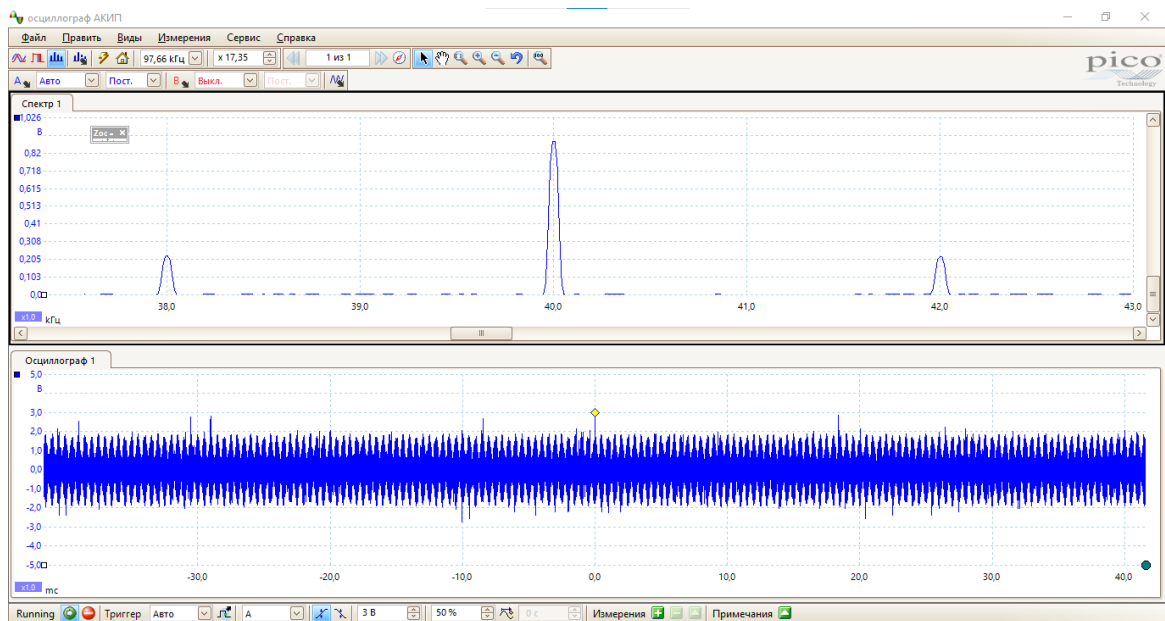 осциллограф АКИП
Файл Править Виды Измерения Сервис Справка
97,66 кГц x 17,35 1 из 1
pico
Technology
A Авто Пост. B Выкл. Пост.
Спектр 1
1,026
В
Zoc
0,82
0,718
0,615
0,513
0,41
0,308
0,205
0,103
0,0
38,0 39,0 40,0 41,0 42,0 43,0
x1,0 кГц
Осциллограф 1
5,0
В
3,0
2,0
1,0
0,0
-1,0
-2,0
-3,0
-4,0
-5,0
-30,0 -20,0 -10,0 0,0 10,0 20,0 30,0 40,0
x1,0 mc
Running Триггер Авто A 3 В 50 % 0 с Измерения Примечания